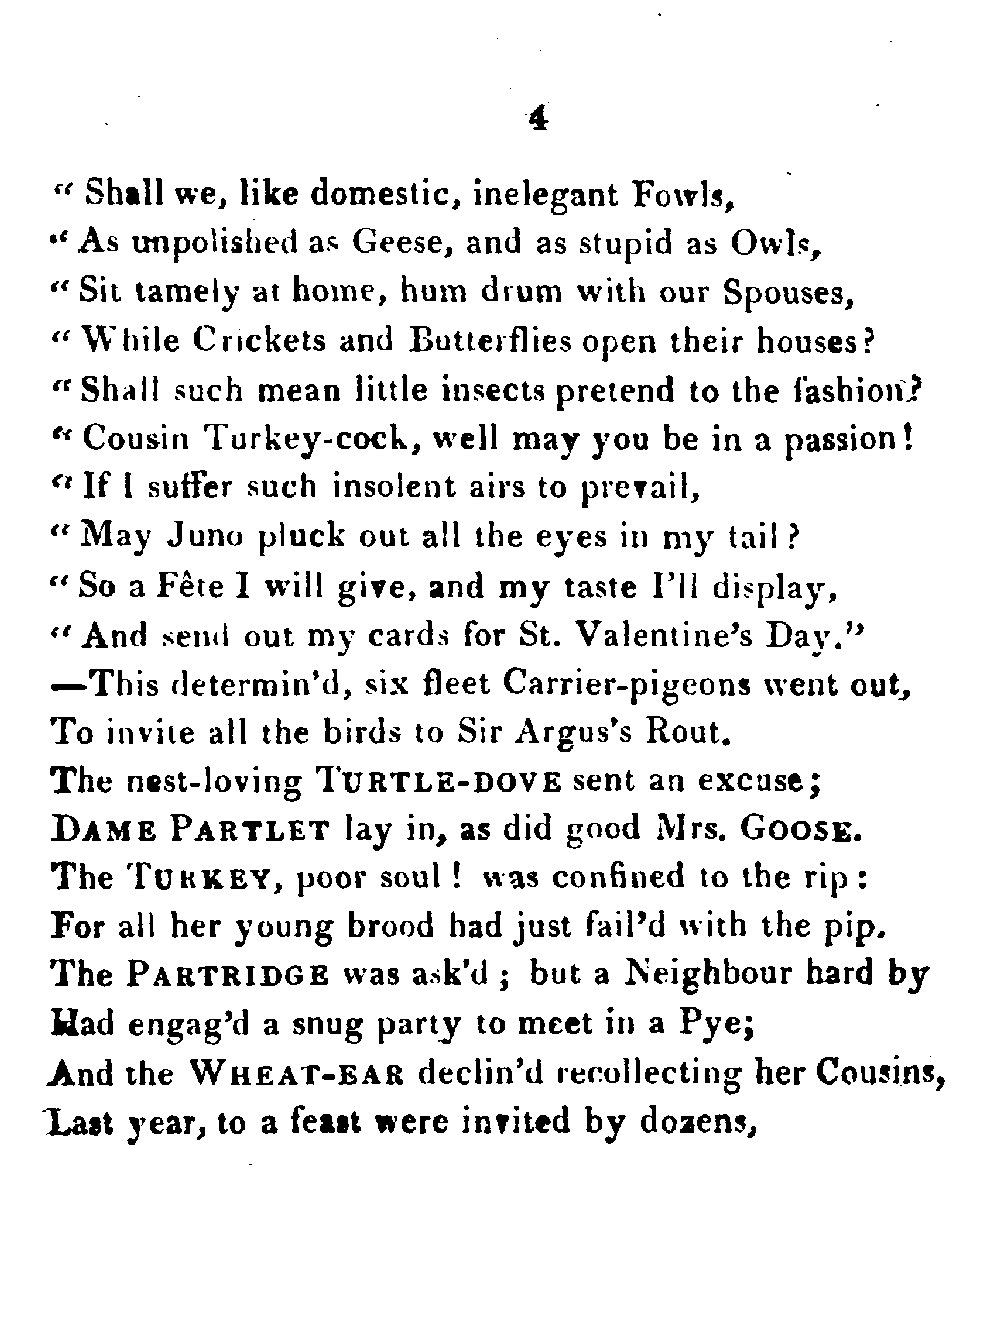 4
“ Shall we, like domestic, inelegant Fowls,
“ As unpolished as Geese, and as stupid as Owls,
“ Sit tamely at home, hum drum with our Spouses,
“ While Crickets and Butterflies open their houses?
“ Shall such mean little insects pretend to the fashion?
“ Cousin Turkey-cock, well may you be in a passion!
“ If I suffer such insolent airs to prevail,
“ May Juno pluck out all the eyes in my tail?
“ So a Fête I will give, and my taste I’ll display,
“ And send out my cards for St. Valentine’s Day.”
—This determin’d, six fleet Carrier-pigeons went out,
To invite all the birds to Sir Argus’s Rout.
The nest-loving TURTLE-DOVE sent an excuse;
DAME PARTLET lay in, as did good Mrs. GOOSE.
The TURKEY, poor soul! was confined to the rip:
For all her young brood had just fail’d with the pip.
The PARTRIDGE was ask’d; but a Neighbour hard by
Had engag’d a snug party to meet in a Pye;
And the WHEAT-EAR declin’d recollecting her Cousins,
Last year, to a feast were invited by dozens,